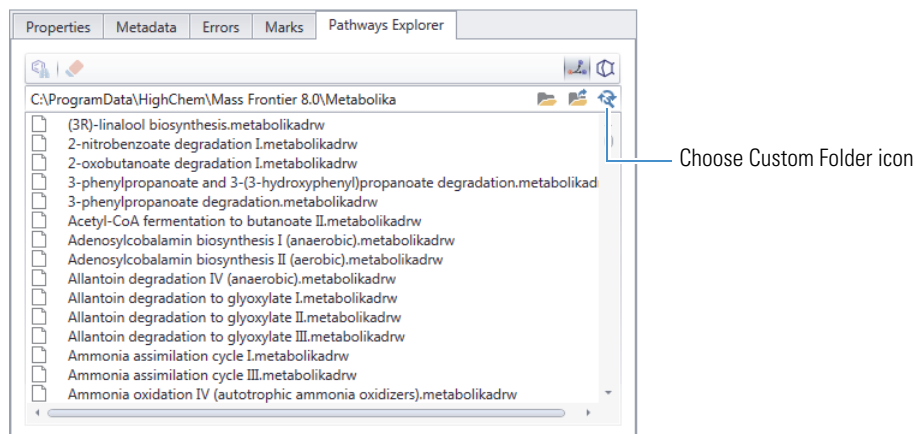 Properties Metadata Errors Marks Pathways Explorer
C:\ProgramData\HighChem\Mass Frontier 8.0\Metabolika
(3R)-linalool biosynthesis.metabolikadrw
2-nitrobenzoate degradation I.metabolikadrw
2-oxobutanoate degradation I.metabolikadrw
Choose Custom Folder icon
3-phenylpropanoate and 3-(3-hydroxyphenyl)propanoate degradation.metabolikad
3-phenylpropanoate degradation.metabolikadrw
Acetyl-CoA fermentation to butanoate II.metabolikadrw
Adenosylcobalamin biosynthesis I (anaerobic).metabolikadrw
Adenosylcobalamin biosynthesis II (aerobic).metabolikadrw
Allantoin degradation IV (anaerobic).metabolikadrw
Allantoin degradation to glyoxylate I.metabolikadrw
Allantoin degradation to glyoxylate II.metabolikadrw
Allantoin degradation to glyoxylate III.metabolikadrw
Ammonia assimilation cycle I.metabolikadrw
Ammonia assimilation cycle III.metabolikadrw
Ammonia oxidation IV (autotrophic ammonia oxidizers).metabolikadrw